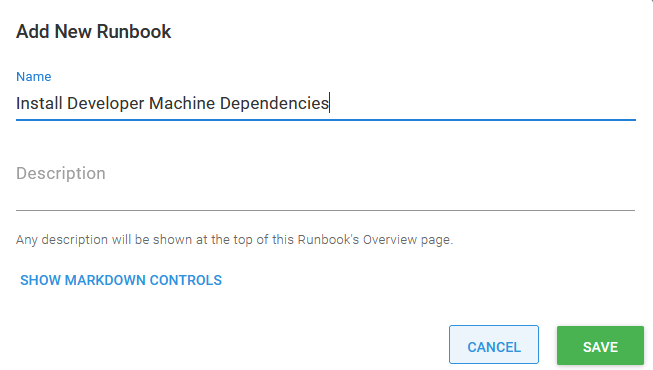 Add New Runbook
Name
Install Developer Machine Dependencies
Description
Any description will be shown at the top of this Runbook's Overview page.
SHOW MARKDOWN CONTROLS
CANCEL
SAVE